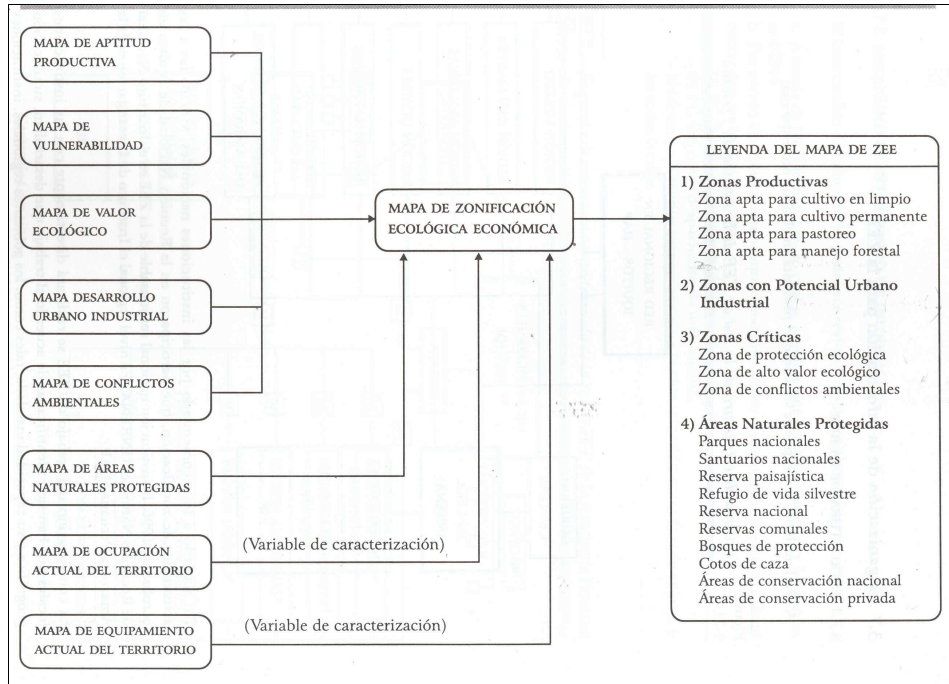 MAPA DE APTITUD
PRODUCTIVA
MAPA DE
VULNERABILIDAD
MAPA DE VALOR
ECOLÓGICO
MAPA DESARROLLO
URBANO INDUSTRIAL
MAPA DE CONFLICTOS
AMBIENTALES
MAPA DE ÁREAS
NATURALES PROTEGIDAS
MAPA DE OCUPACIÓN
ACTUAL DEL TERRITORIO
(Variable de caracterización)
MAPA DE EQUIPAMIENTO
ACTUAL DEL TERRITORIO
(Variable de caracterización)
MAPA DE ZONIFICACIÓN
ECOLÓGICA ECONÓMICA
LEYENDA DEL MAPA DE ZEE
1) Zonas Productivas
Zona apta para cultivo en limpio
Zona apta para cultivo permanente
Zona apta para pastoreo
Zona apta para manejo forestal
2) Zonas con Potencial Urbano
Industrial
3) Zonas Críticas
Zona de protección ecológica
Zona de alto valor ecológico
Zona de conflictos ambientales
4) Áreas Naturales Protegidas
Parques nacionales
Santuarios nacionales
Reserva paisajística
Refugio de vida silvestre
Reserva nacional
Reservas comunales
Bosques de protección
Cotos de caza
Áreas de conservación nacional
Áreas de conservación privada